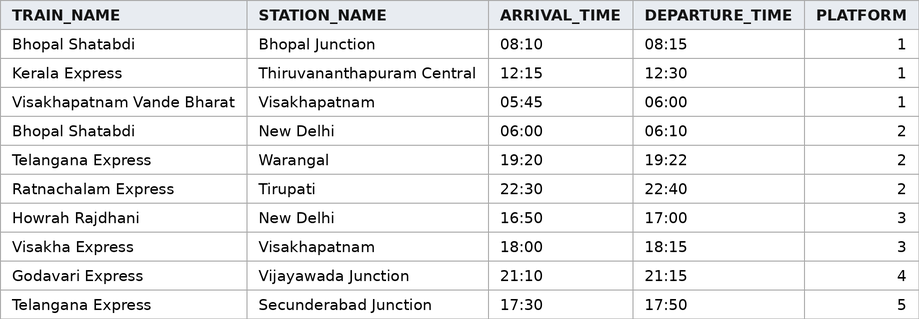 TRAIN_NAME STATION_NAME ARRIVAL_TIME DEPARTURE_TIME PLATFORM
Bhopal Shatabdi Bhopal Junction 08:10 08:15 1
Kerala Express Thiruvananthapuram Central 12:15 12:30 1
Visakhapatnam Vande Bharat Visakhapatnam 05:45 06:00 1
Bhopal Shatabdi New Delhi 06:00 06:10 2
Telangana Express Warangal 19:20 19:22 2
Ratnachalam Express Tirupati 22:30 22:40 2
Howrah Rajdhani New Delhi 16:50 17:00 3
Visakha Express Visakhapatnam 18:00 18:15 3
Godavari Express Vijayawada Junction 21:10 21:15 4
Telangana Express Secunderabad Junction 17:30 17:50 5